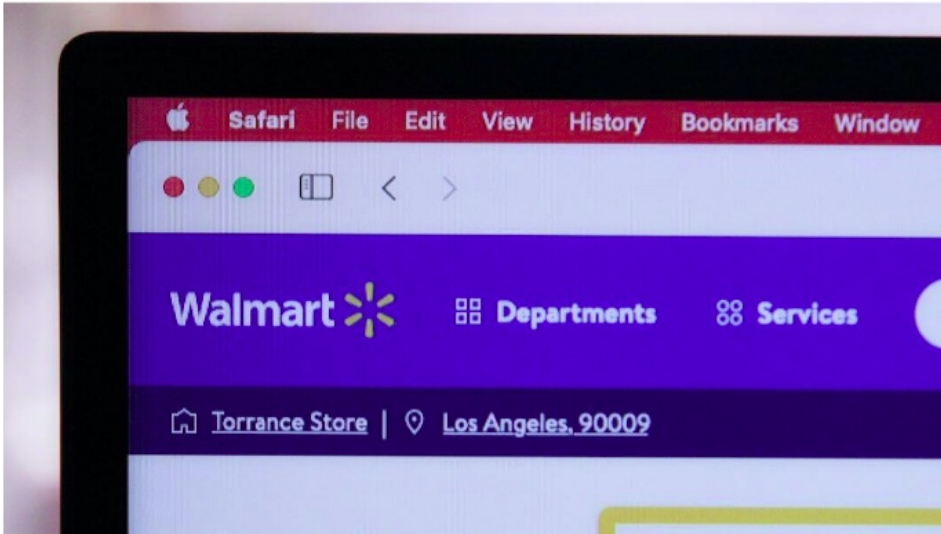 Safari File Edit View History Bookmarks Window
Walmart Departments Services
Torrance Store | Los Angeles, 90009